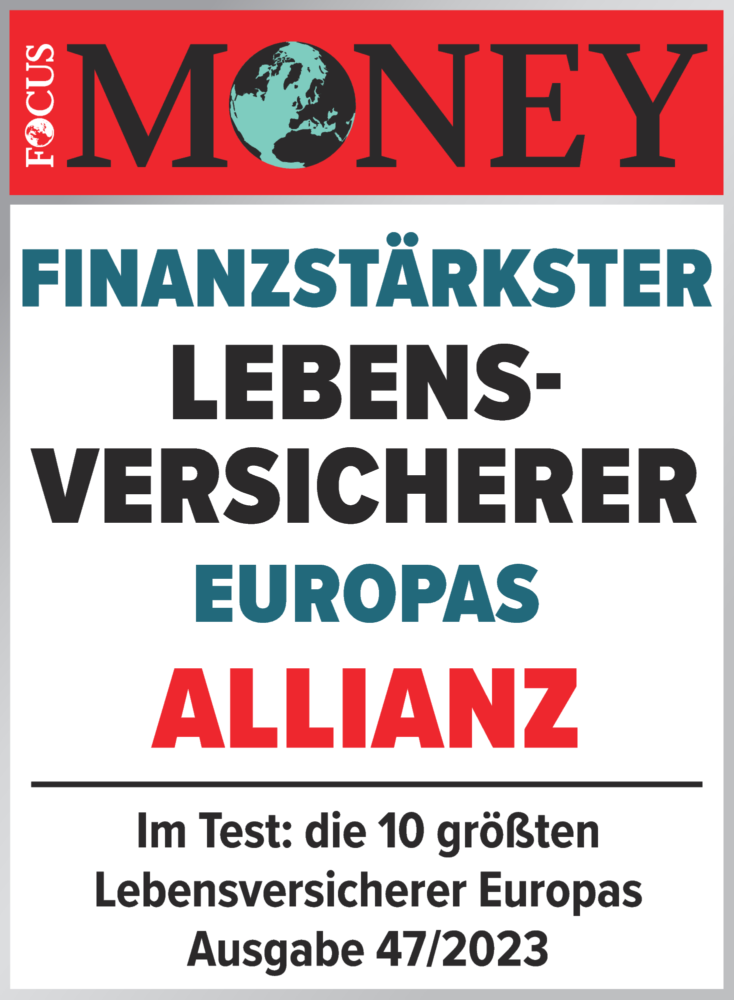 FOCUS MONEY
FINANZSTÄRKSTER
LEBENS-
VERSICHERER
EUROPAS
ALLIANZ
Im Test: die 10 größten
Lebensversicherer Europas
Ausgabe 47/2023